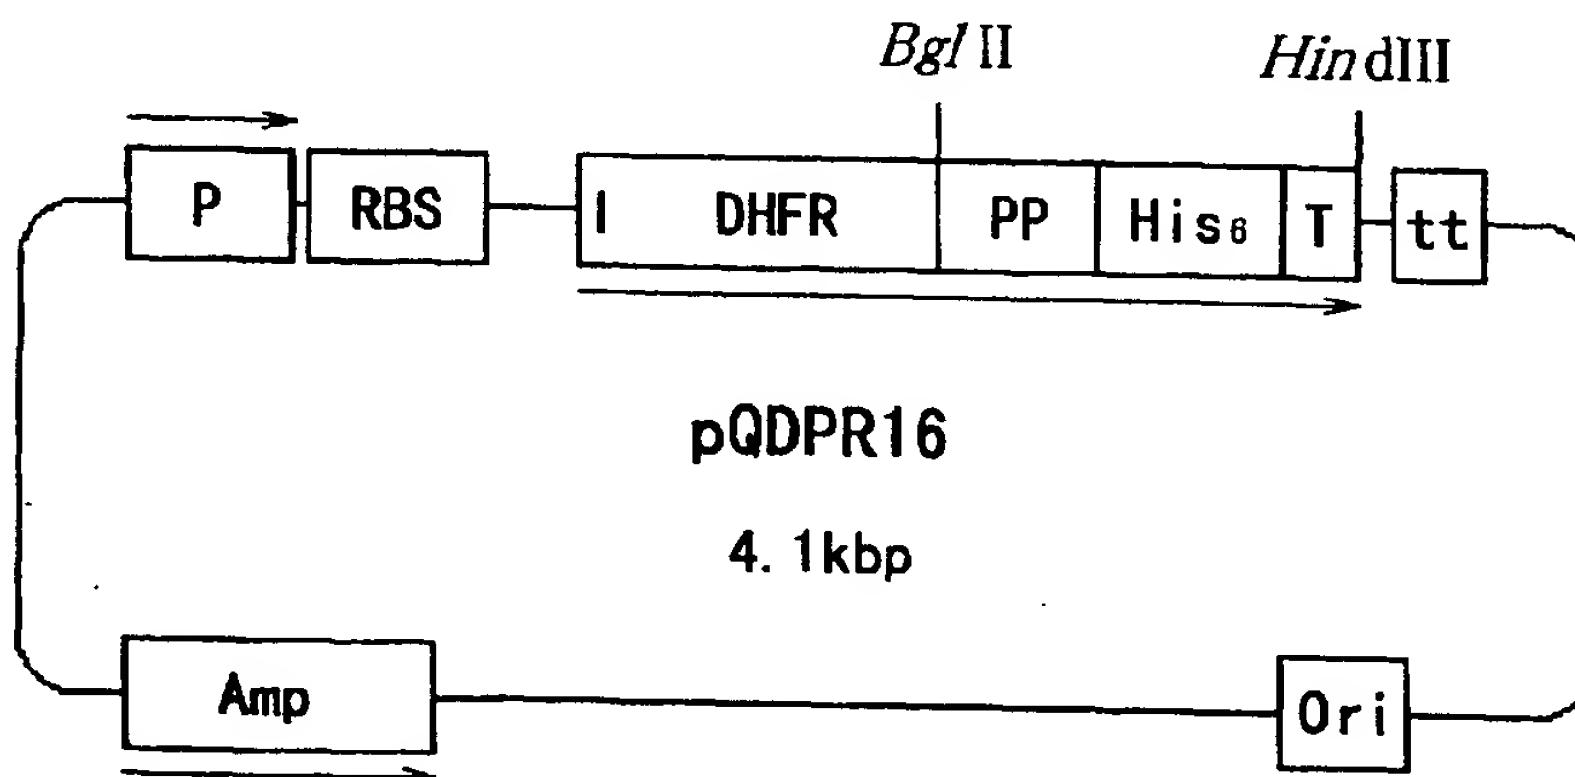 Bgl II
Hin dIII
P
RBS
I
DHFR
PP
His6
T
tt
pQDPR16
4. 1kbp
Amp
Ori